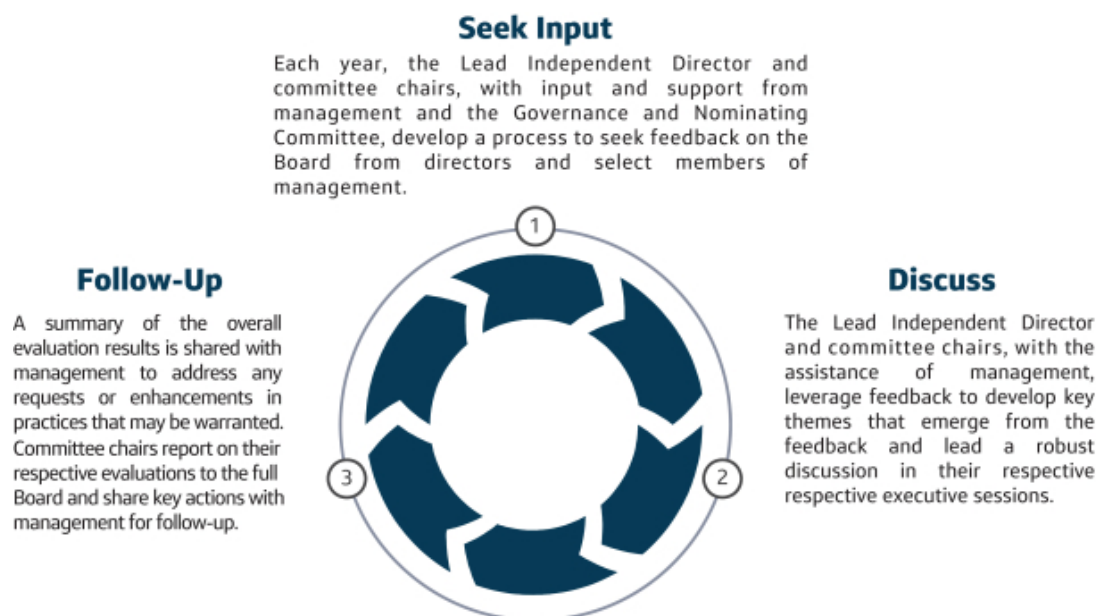 Seek Input
Each year, the Lead Independent Director and
committee chairs, with input and support from
management and the Governance and Nominating
Committee, develop a process to seek feedback on the
Board from directors and select members of
management.
1
Follow-Up
A summary of the overall
evaluation results is shared with
management to address any
requests or enhancements in
practices that may be warranted.
Committee chairs report on their
respective evaluations to the full
Board and share key actions with
management for follow-up.
3
Discuss
The Lead Independent Director
and committee chairs, with the
assistance of management,
leverage feedback to develop key
themes that emerge from the
feedback and lead a robust
discussion in their respective
respective executive sessions.
2